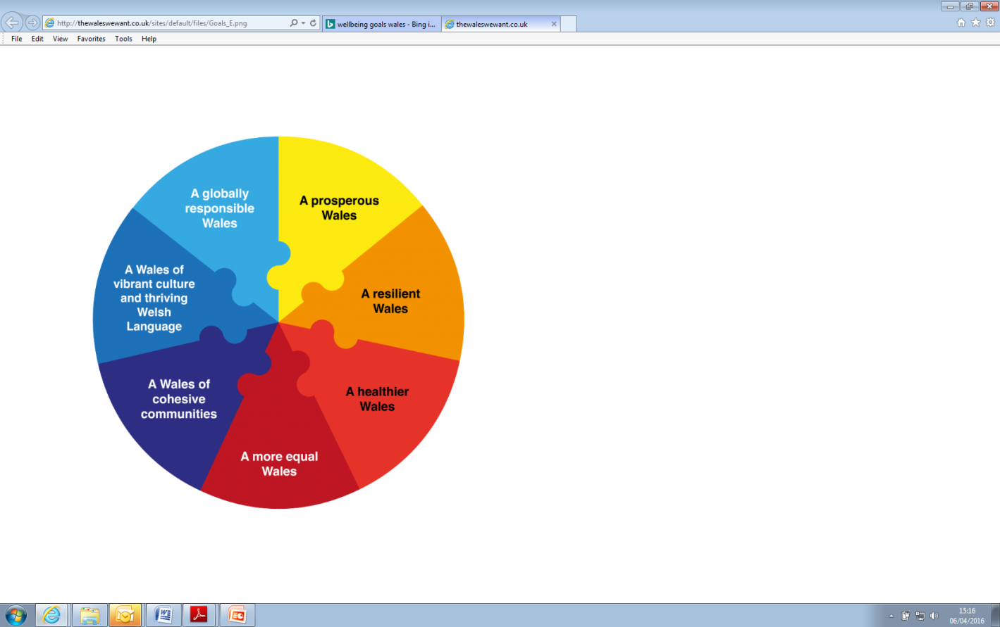 http://thewaleswewant.co.uk/sites/default/files/Goals_E.png
wellbeing goals wales - Bing i...
thewaleswewant.co.uk
File Edit View Favorites Tools Help
A globally
responsible
Wales
A prosperous
Wales
A resilient
Wales
A healthier
Wales
A more equal
Wales
A Wales of
cohesive
communities
A Wales of
vibrant culture
and thriving
Welsh
Language
15:16
06/04/2016